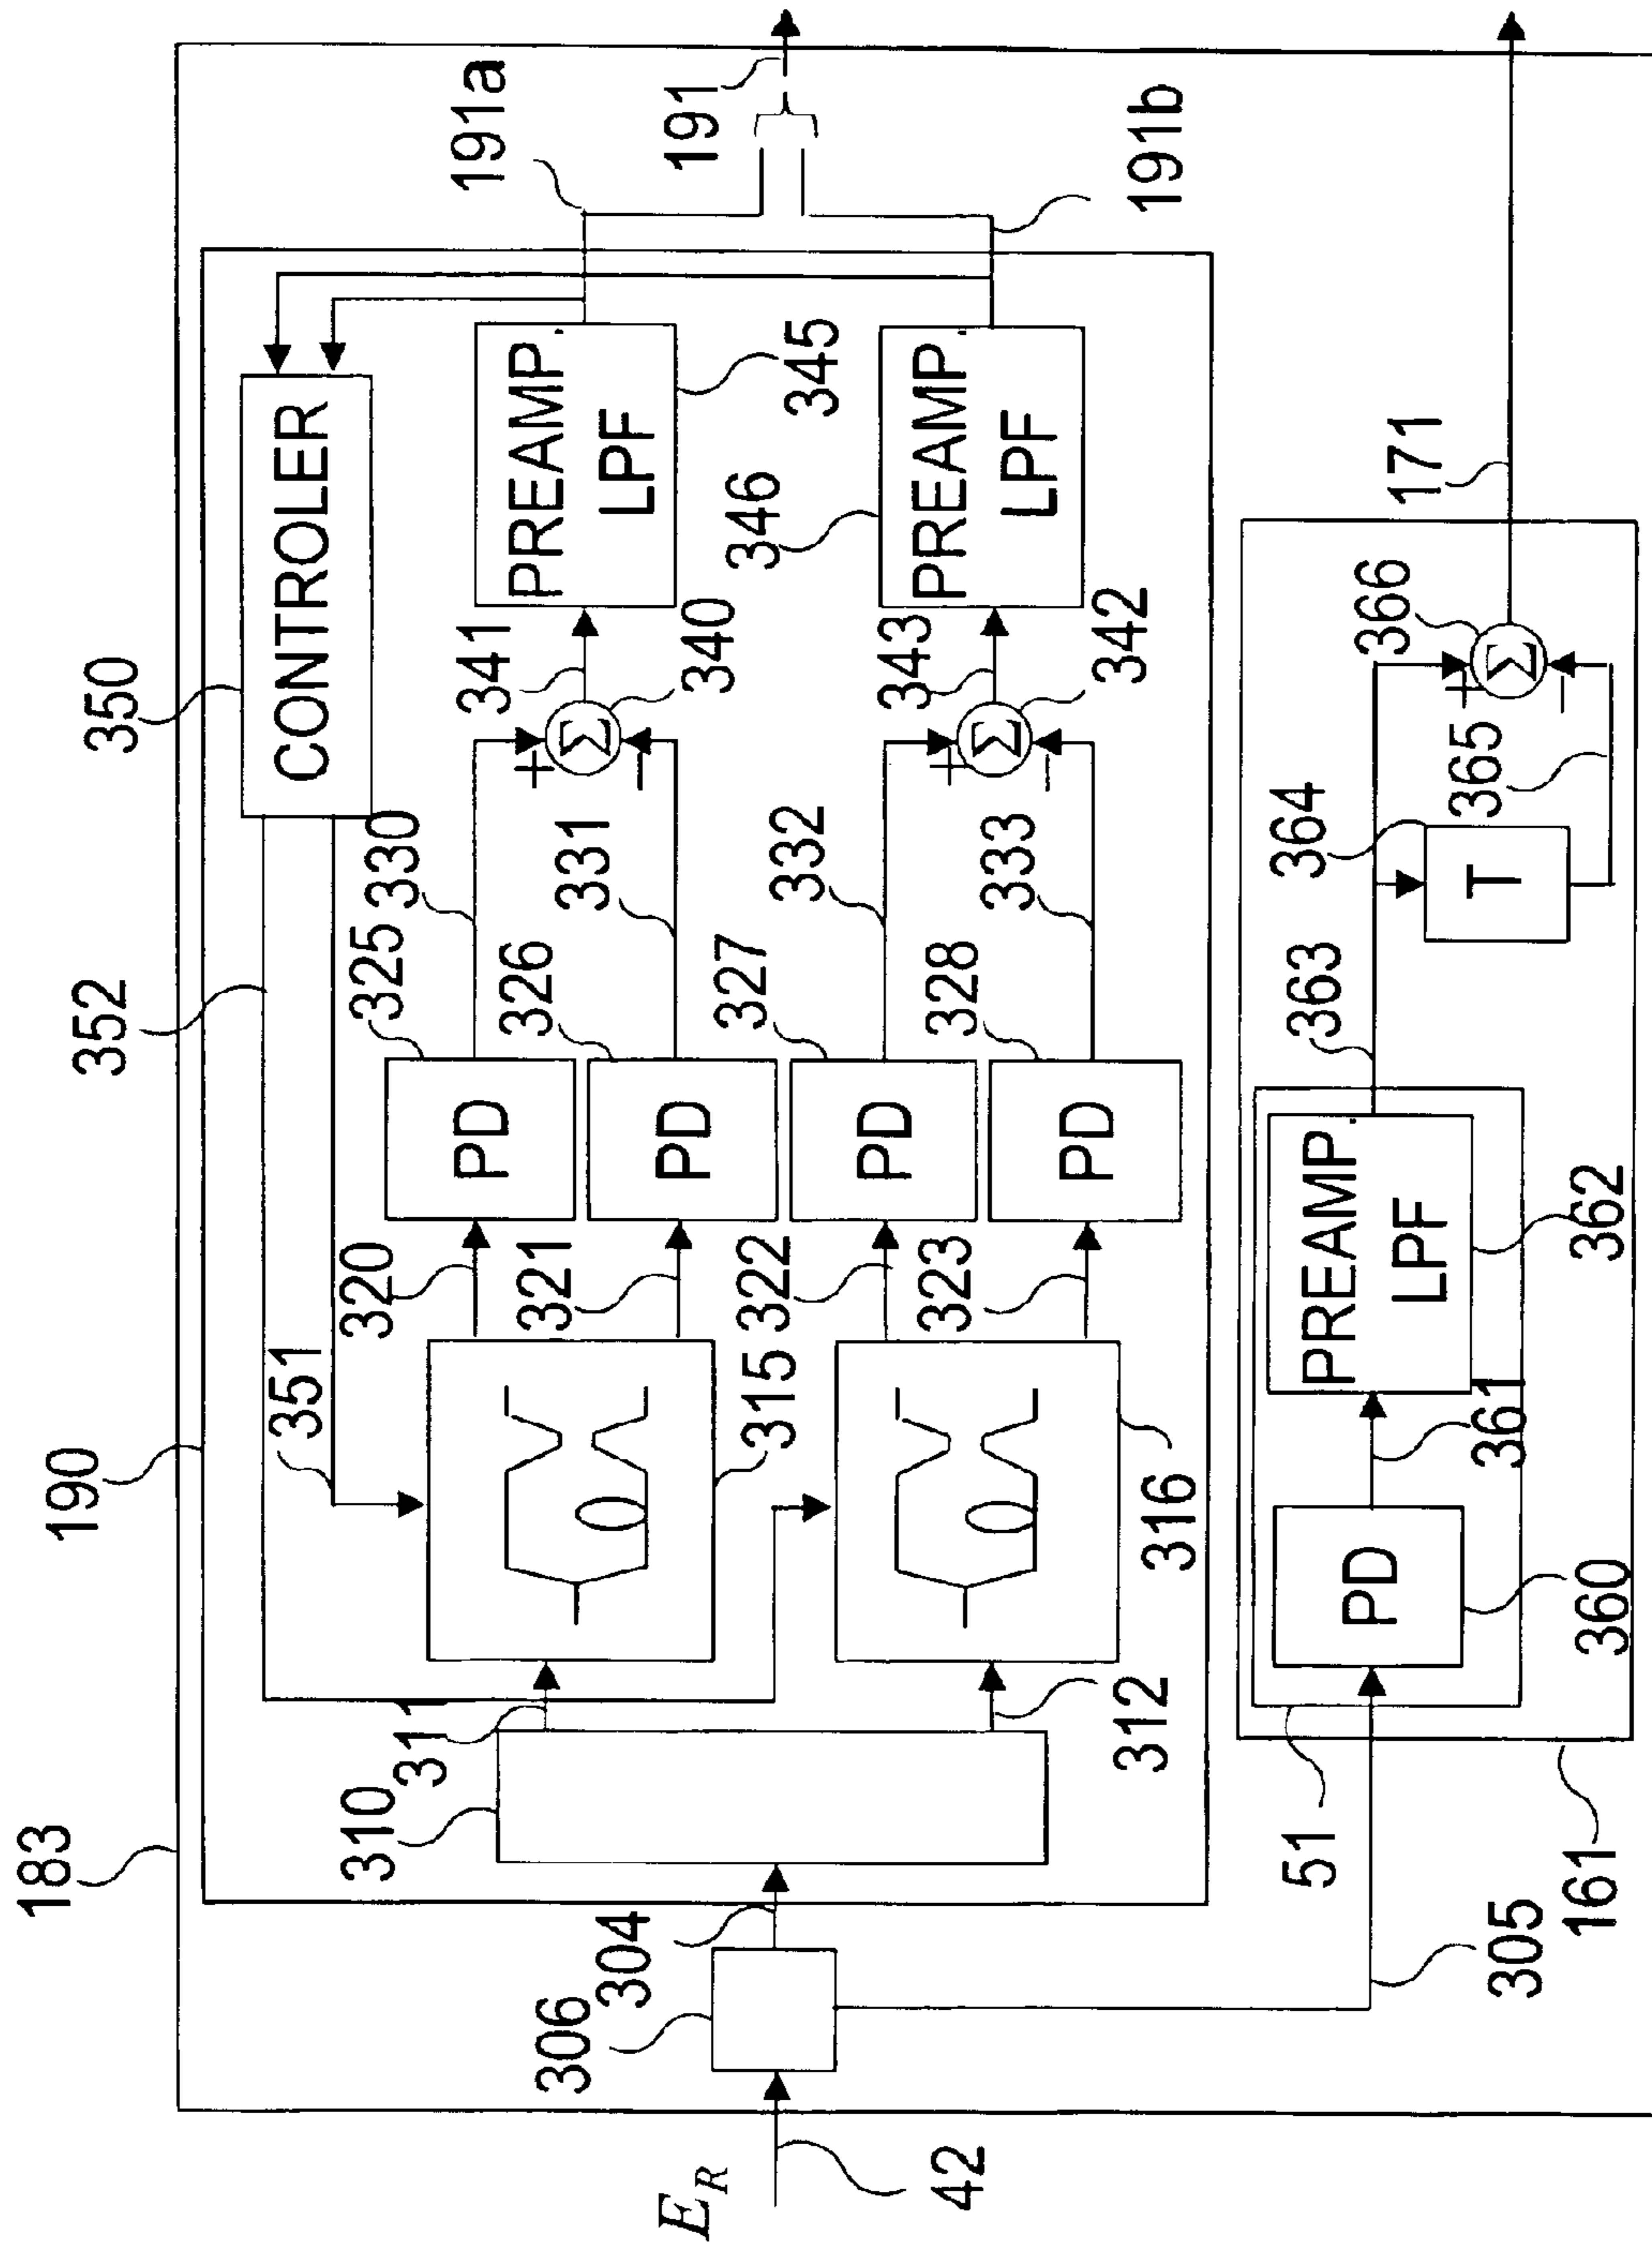 183
190
352
350
191a
191
191b
351
CONTROLER
E_R
42
306
304
310
311
312
315
316
320
321
322
323
325
326
327
328
PD
PD
PD
PD
330
331
332
333
+
−
Σ
+
−
Σ
341
340
343
342
PREAMP.
LPF
345
PREAMP.
LPF
346
305
161
51
PD
360
361
PREAMP.
LPF
362
363
T
364
365
+
−
Σ
366
171